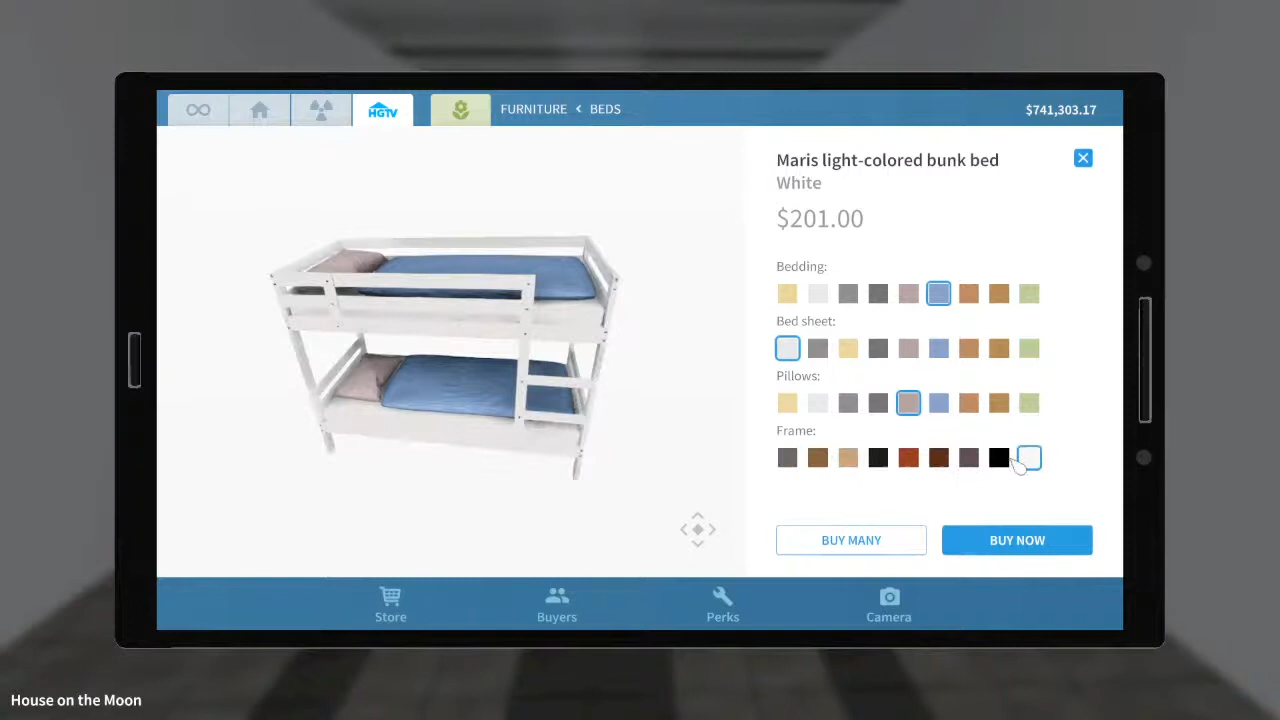 HGTV
FURNITURE < BEDS
$741,303.17
Maris light-colored bunk bed
White
$201.00
Bedding:
Bed sheet:
Pillows:
Frame:
BUY MANY
BUY NOW
Store
Buyers
Perks
Camera
House on the Moon